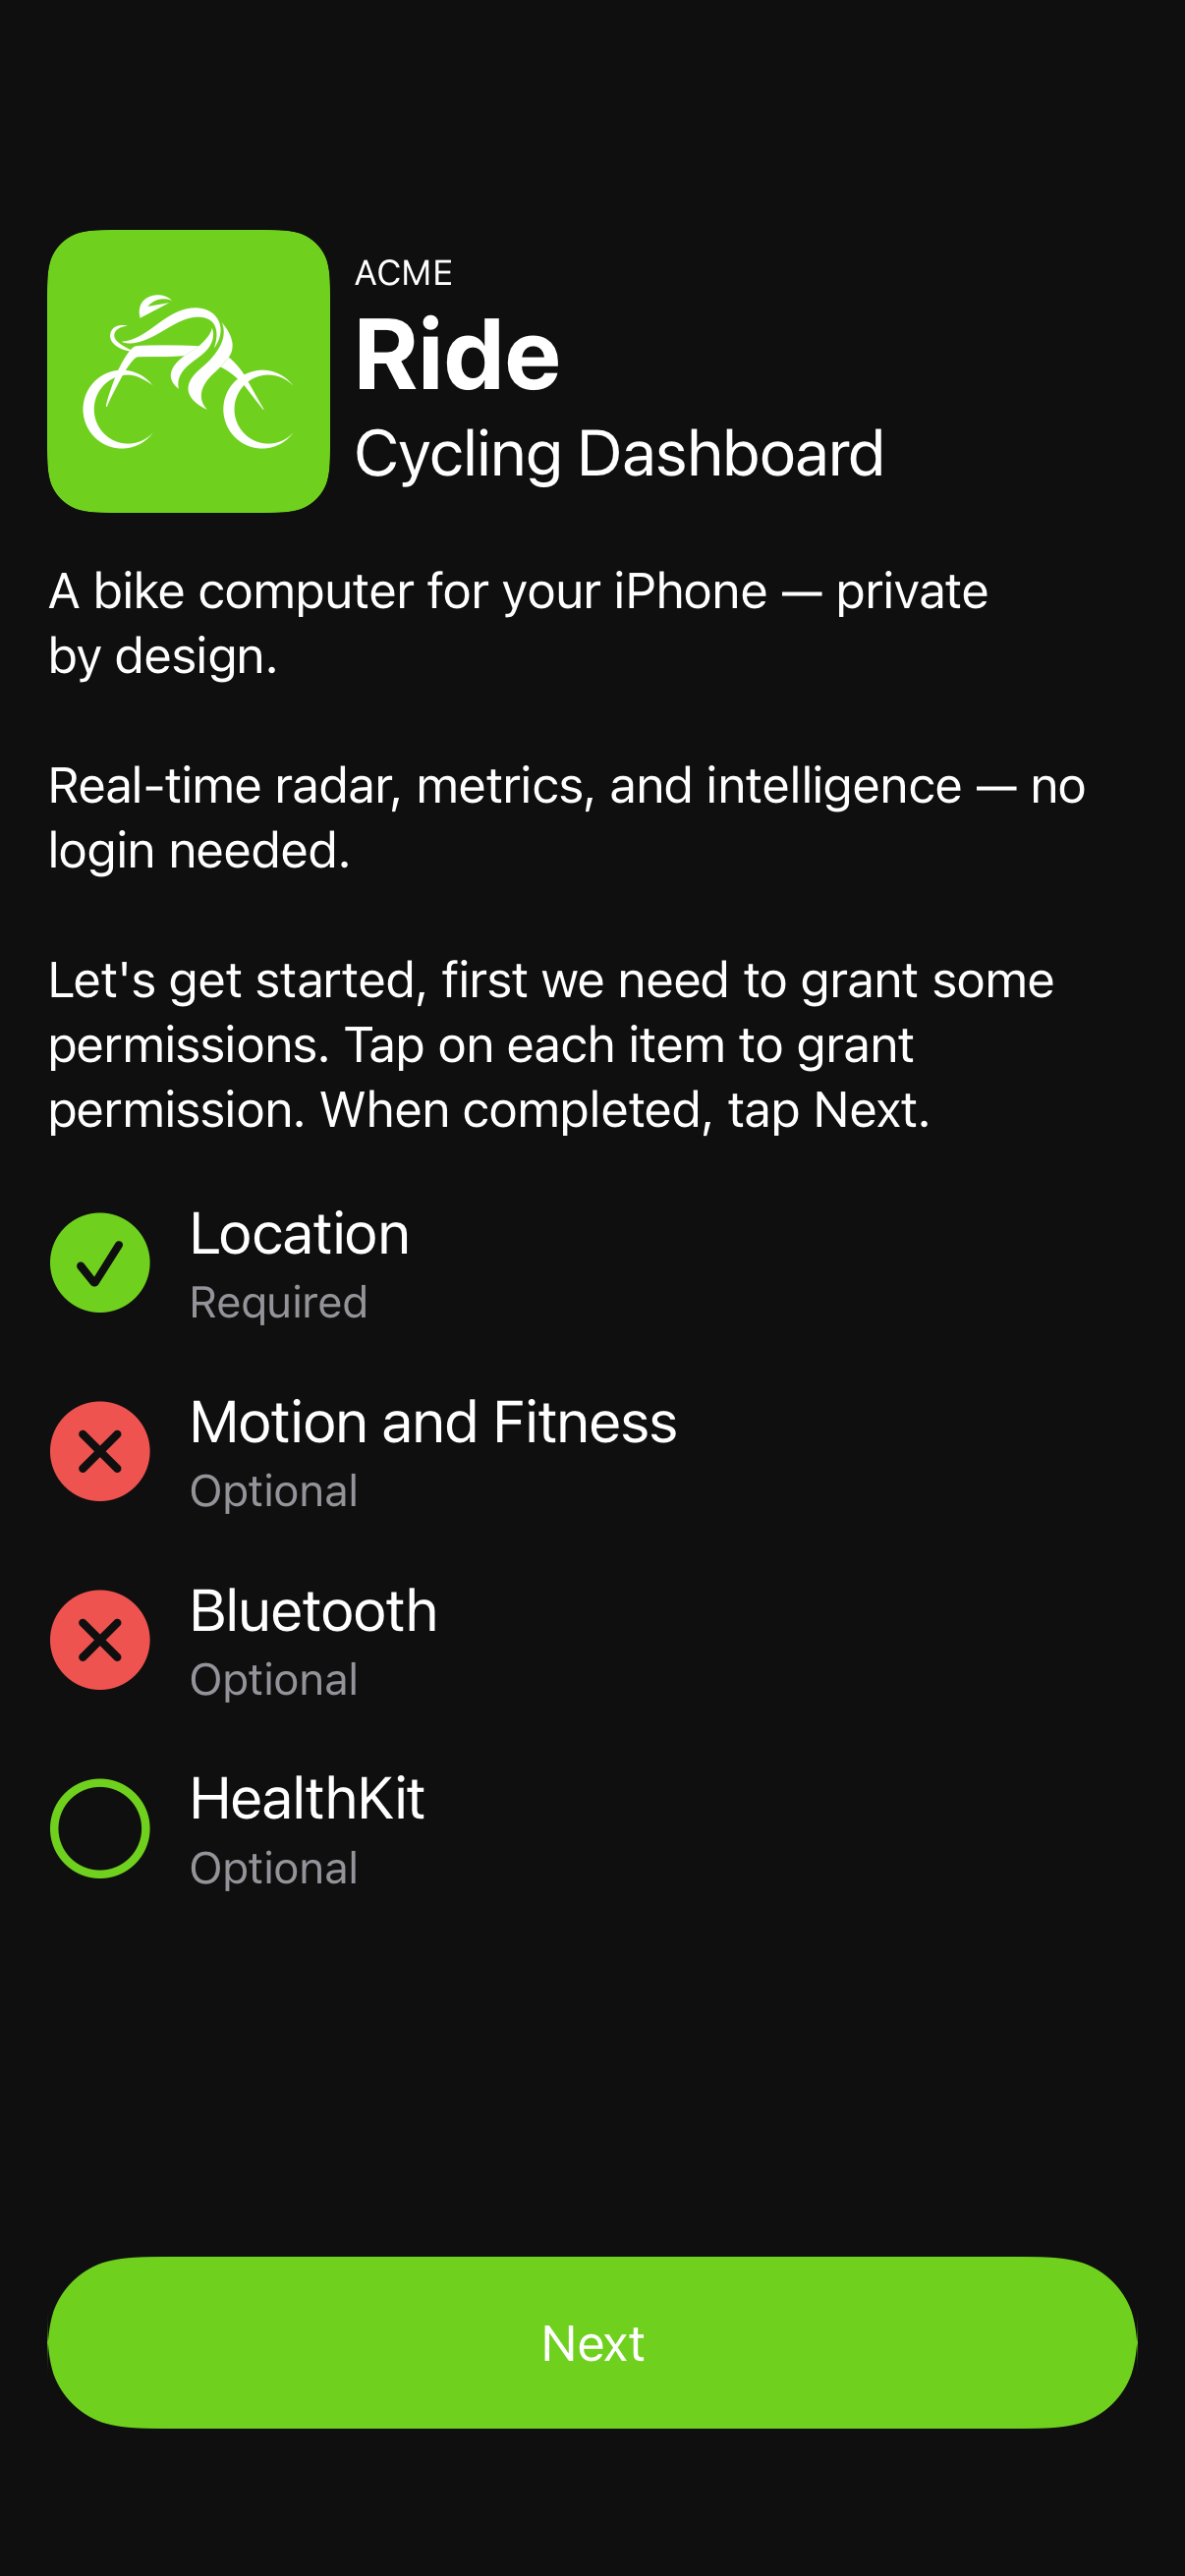 ACME
Ride
Cycling Dashboard
A bike computer for your iPhone — private
by design.
Real-time radar, metrics, and intelligence — no
login needed.
Let's get started, first we need to grant some
permissions. Tap on each item to grant
permission. When completed, tap Next.
Location
Required
Motion and Fitness
Optional
Bluetooth
Optional
HealthKit
Optional
Next